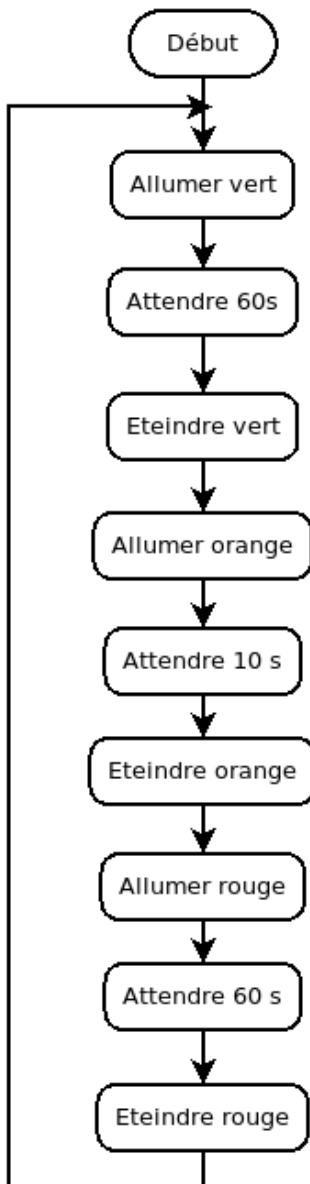 Début
Allumer vert
Attendre 60s
Eteindre vert
Allumer orange
Attendre 10 s
Eteindre orange
Allumer rouge
Attendre 60 s
Eteindre rouge